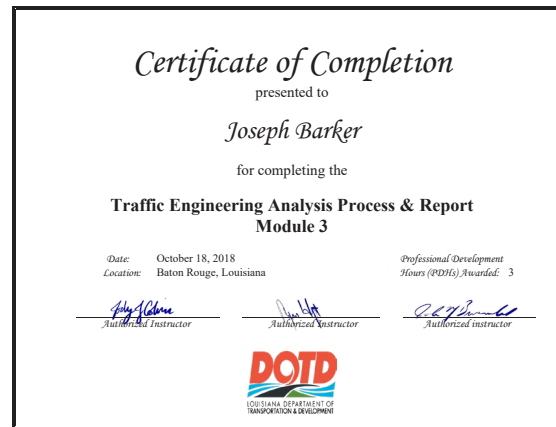 Certificate of Completion
presented to
Joseph Barker
for completing the
Traffic Engineering Analysis Process & Report
Module 3
Date: October 18, 2018
Location: Baton Rouge, Louisiana
Professional Development
Hours (PDHs) Awarded: 3
Authorized Instructor
Authorized Instructor
Authorized instructor
DOTD
LOUISIANA DEPARTMENT OF
TRANSPORTATION & DEVELOPMENT